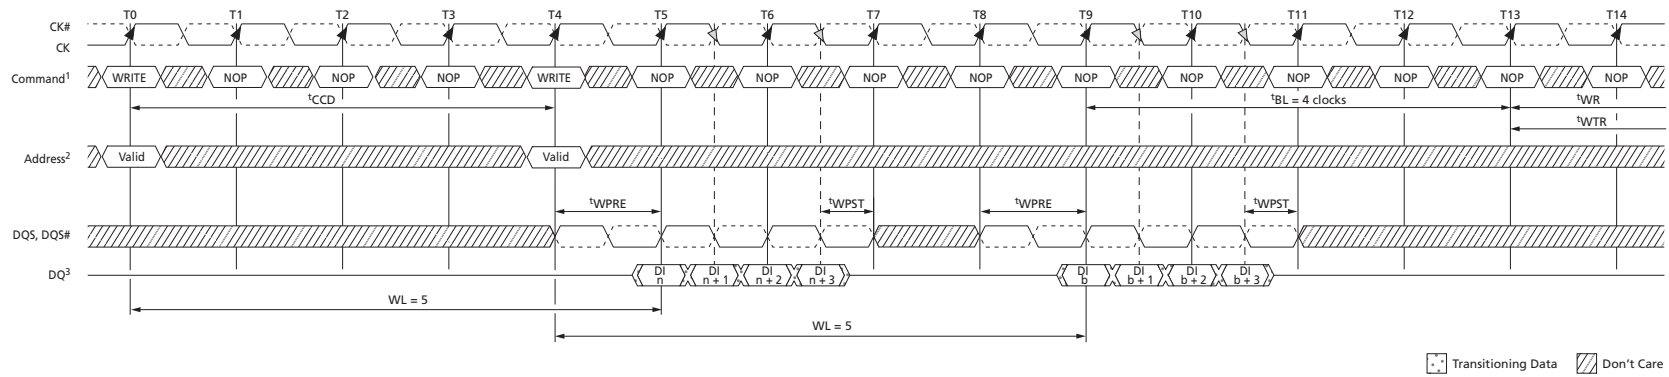 T0 T1 T2 T3 T4 T5 T6 T7 T8 T9 T10 T11 T12 T13 T14
CK#
CK
Command1 WRITE NOP NOP NOP WRITE NOP NOP NOP NOP NOP NOP NOP NOP NOP NOP
tCCD tBL = 4 clocks tWR
tWTR
Address2 Valid Valid
tWPRE tWPST tWPRE tWPST
DQS, DQS#
DQ3
DI n DI n + 1 DI n + 2 DI n + 3 DI b DI b + 1 DI b + 2 DI b + 3
WL = 5
WL = 5
Transitioning Data Don't Care